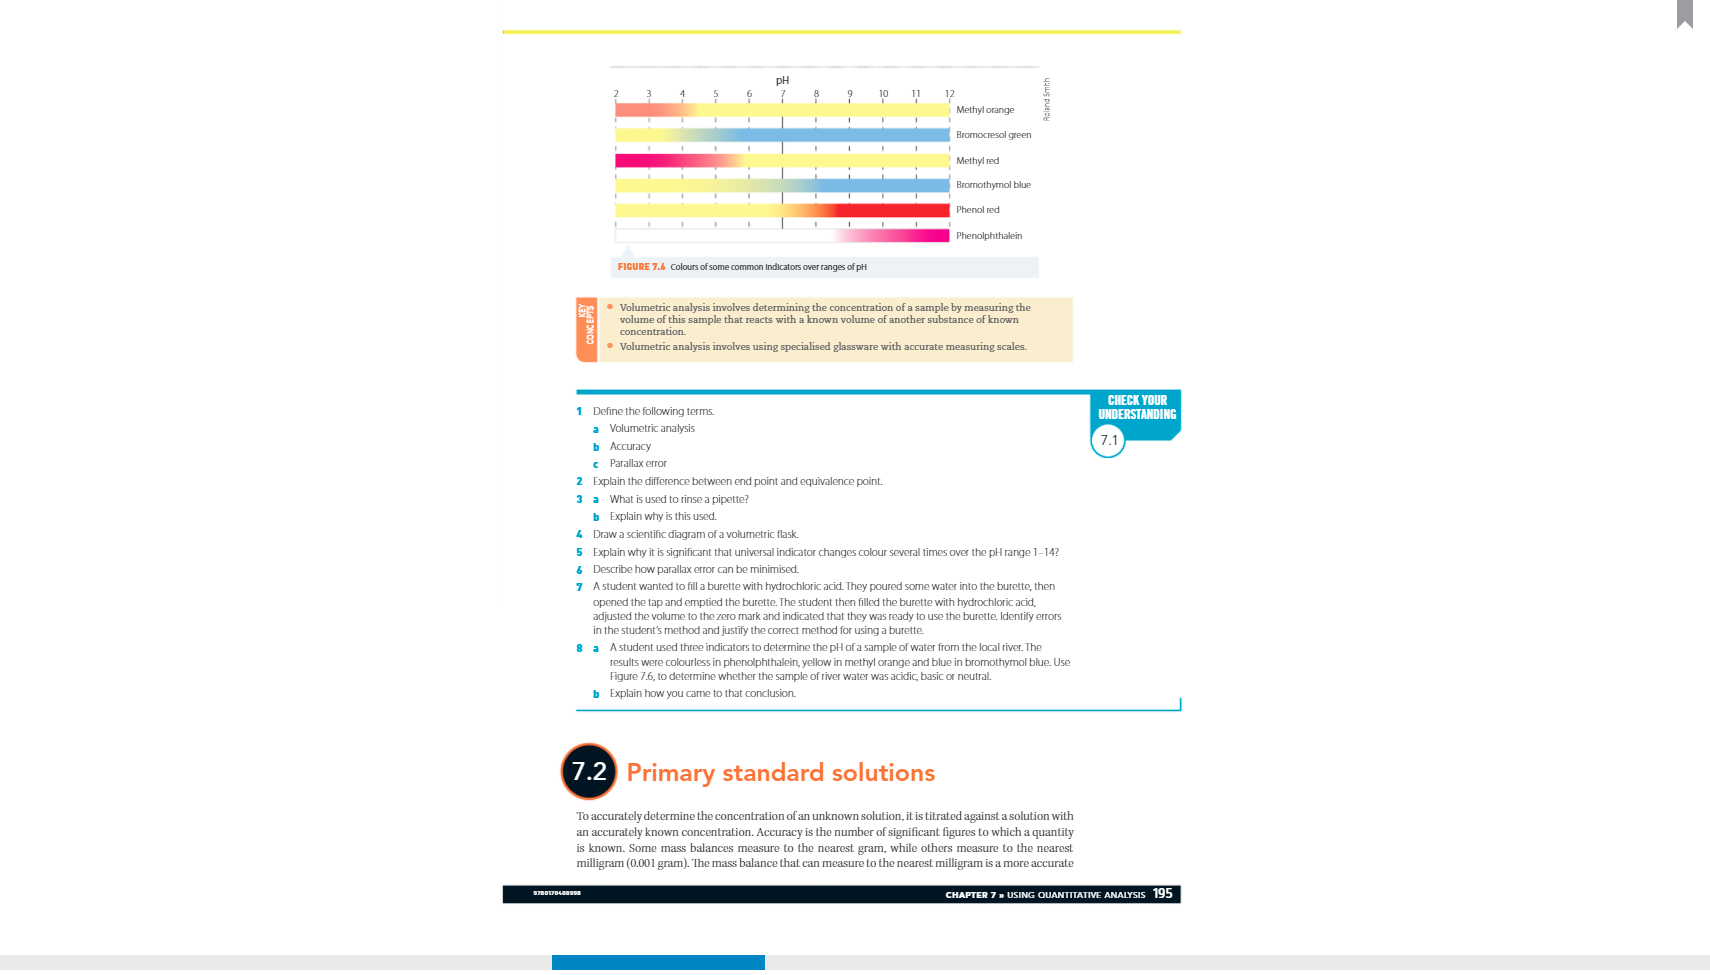 pH
2 3 4 5 6 7 8 9 10 11 12
Methyl orange
Roland Smith
Bromocresol green
Methyl red
Bromothymol blue
Phenol red
Phenolphthalein
FIGURE 7.6 Colours of some common indicators over ranges of pH
KEY CONCEPTS
• Volumetric analysis involves determining the concentration of a sample by measuring the
volume of this sample that reacts with a known volume of another substance of known
concentration.
• Volumetric analysis involves using specialised glassware with accurate measuring scales.
CHECK YOUR
UNDERSTANDING
7.1
1 Define the following terms.
a Volumetric analysis
b Accuracy
c Parallax error
2 Explain the difference between end point and equivalence point.
3 a What is used to rinse a pipette?
b Explain why is this used.
4 Draw a scientific diagram of a volumetric flask.
5 Explain why it is significant that universal indicator changes colour several times over the pH range 1–14?
6 Describe how parallax error can be minimised.
7 A student wanted to fill a burette with hydrochloric acid. They poured some water into the burette, then
opened the tap and emptied the burette. The student then filled the burette with hydrochloric acid,
adjusted the volume to the zero mark and indicated that they was ready to use the burette. Identify errors
in the student's method and justify the correct method for using a burette.
8 a A student used three indicators to determine the pH of a sample of water from the local river. The
results were colourless in phenolphthalein, yellow in methyl orange and blue in bromothymol blue. Use
Figure 7.6, to determine whether the sample of river water was acidic, basic or neutral.
b Explain how you came to that conclusion.
7.2 Primary standard solutions
To accurately determine the concentration of an unknown solution, it is titrated against a solution with
an accurately known concentration. Accuracy is the number of significant figures to which a quantity
is known. Some mass balances measure to the nearest gram, while others measure to the nearest
milligram (0.001 gram). The mass balance that can measure to the nearest milligram is a more accurate
9780170408998
CHAPTER 7 » USING QUANTITATIVE ANALYSIS 195